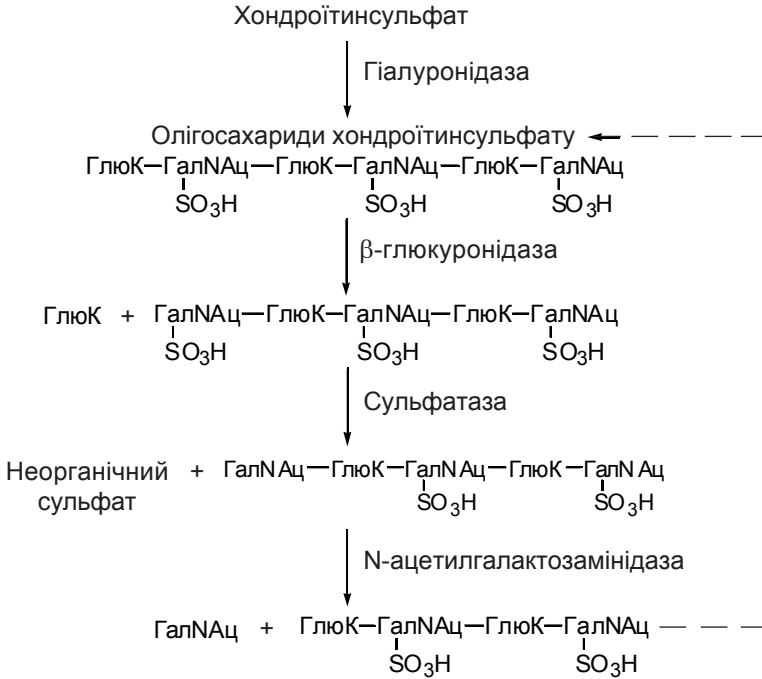 Хондроїтинсульфат
Гіалуронідаза
Олігосахариди хондроїтинсульфату
ГлюК—ГалNАц—ГлюК—ГалNАц—ГлюК—ГалNАц
SO₃H SO₃H SO₃H
β-глюкуронідаза
ГлюК + ГалNАц—ГлюК—ГалNАц—ГлюК—ГалNАц
SO₃H SO₃H SO₃H
Сульфатаза
Неорганічний + ГалNАц—ГлюК—ГалNАц—ГлюК—ГалNАц
сульфат SO₃H SO₃H
N-ацетилгалактозамінідаза
ГалNАц + ГлюК—ГалNАц—ГлюК—ГалNАц
SO₃H SO₃H